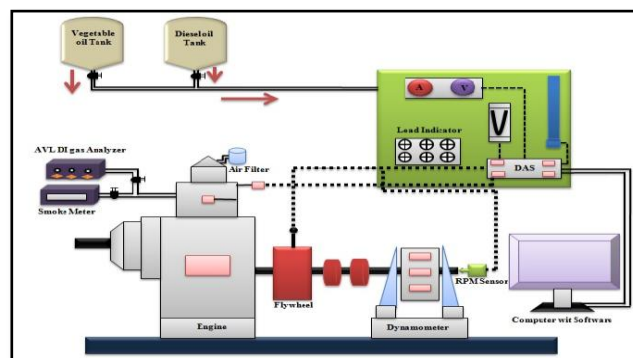 Vegetable
oil Tank
Dieseloil
Tank
A
V
Load Indicator
DAS
AVL DI gas Analyzer
Smoke Meter
Air Filter
RPM Sensor
Flywheel
Engine
Dynamometer
Computer wit Software